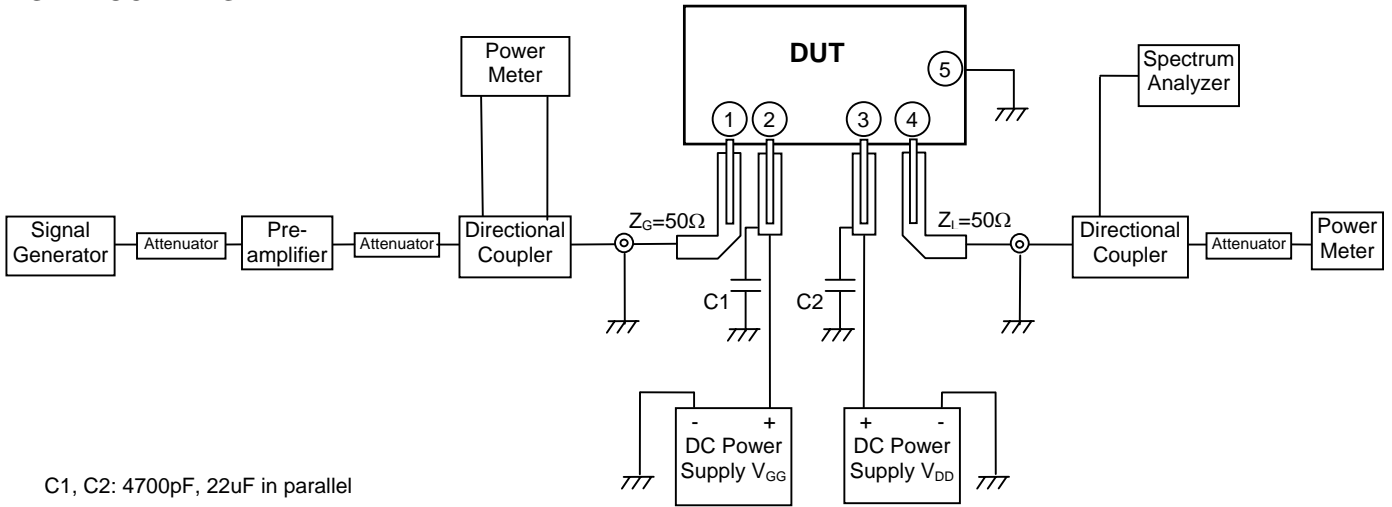 Power
Meter
DUT
5
Spectrum
Analyzer
1
2
3
4
Signal
Generator
Attenuator
Pre-
amplifier
Attenuator
Directional
Coupler
ZG=50Ω
ZL=50Ω
Directional
Coupler
Attenuator
Power
Meter
C1
C2
- +
DC Power
Supply VGG
+ -
DC Power
Supply VDD
C1, C2: 4700pF, 22uF in parallel